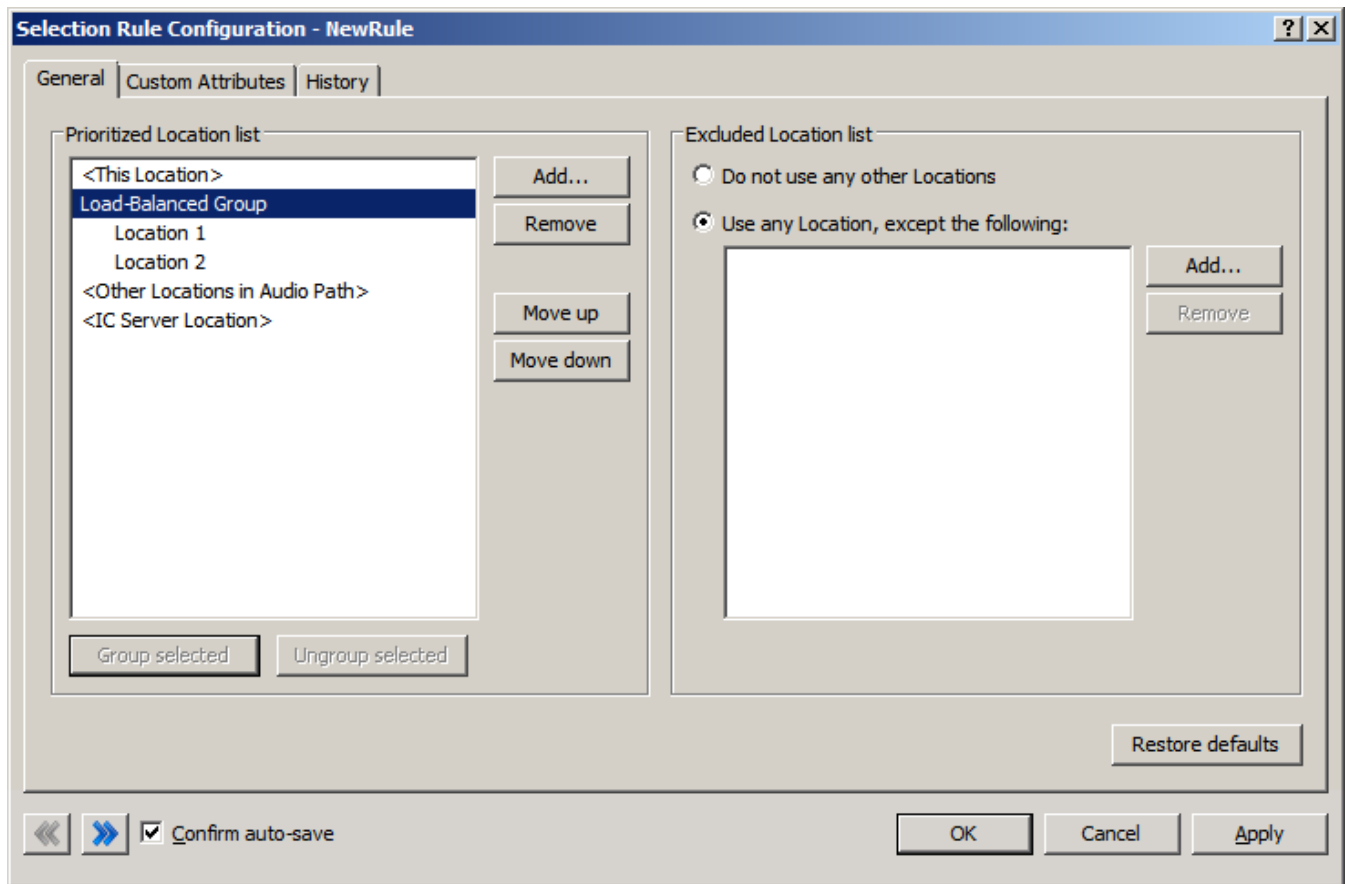 Selection Rule Configuration - NewRule
General
Custom Attributes
History
Prioritized Location list
<This Location>
Load-Balanced Group
Location 1
Location 2
<Other Locations in Audio Path>
<IC Server Location>
Add...
Remove
Move up
Move down
Group selected
Ungroup selected
Excluded Location list
Do not use any other Locations
Use any Location, except the following:
Add...
Remove
Restore defaults
Confirm auto-save
OK
Cancel
Apply